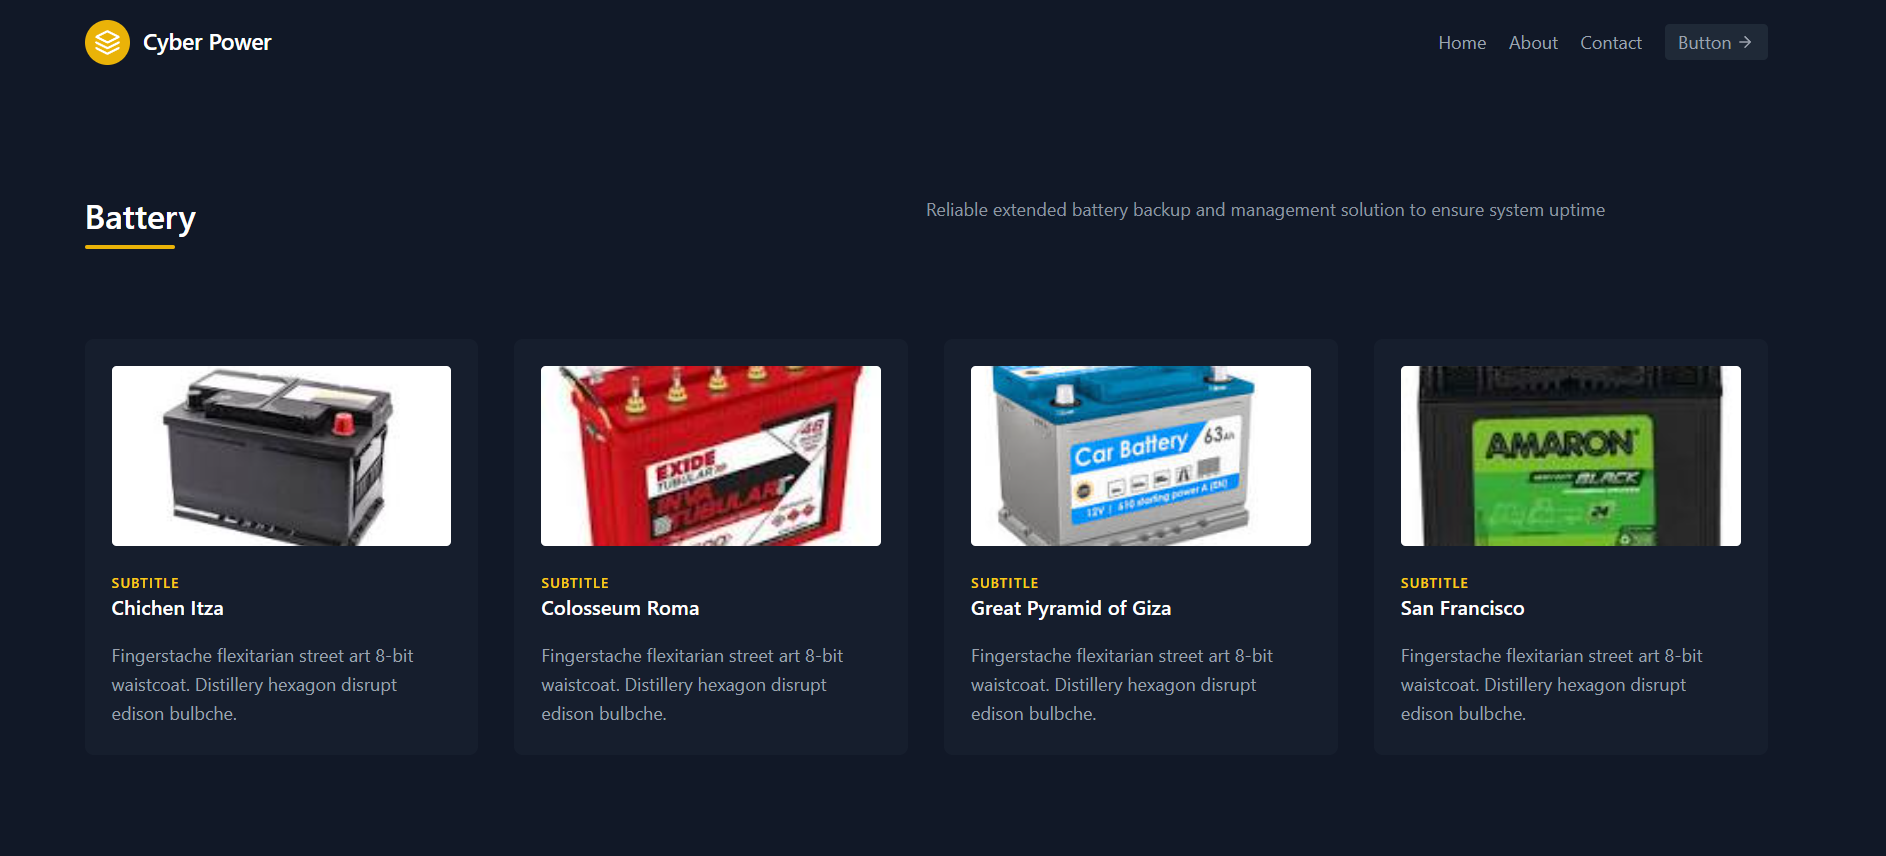 Cyber Power
Home About Contact Button →
Battery
Reliable extended battery backup and management solution to ensure system uptime
EXIDE
TUBULAR
INVA
TUBULAR
48
Car Battery 63Ah
12V | 610 starting power A (EN)
AMARON
BLACK
24
SUBTITLE
Chichen Itza
Fingerstache flexitarian street art 8-bit
waistcoat. Distillery hexagon disrupt
edison bulbche.
SUBTITLE
Colosseum Roma
Fingerstache flexitarian street art 8-bit
waistcoat. Distillery hexagon disrupt
edison bulbche.
SUBTITLE
Great Pyramid of Giza
Fingerstache flexitarian street art 8-bit
waistcoat. Distillery hexagon disrupt
edison bulbche.
SUBTITLE
San Francisco
Fingerstache flexitarian street art 8-bit
waistcoat. Distillery hexagon disrupt
edison bulbche.